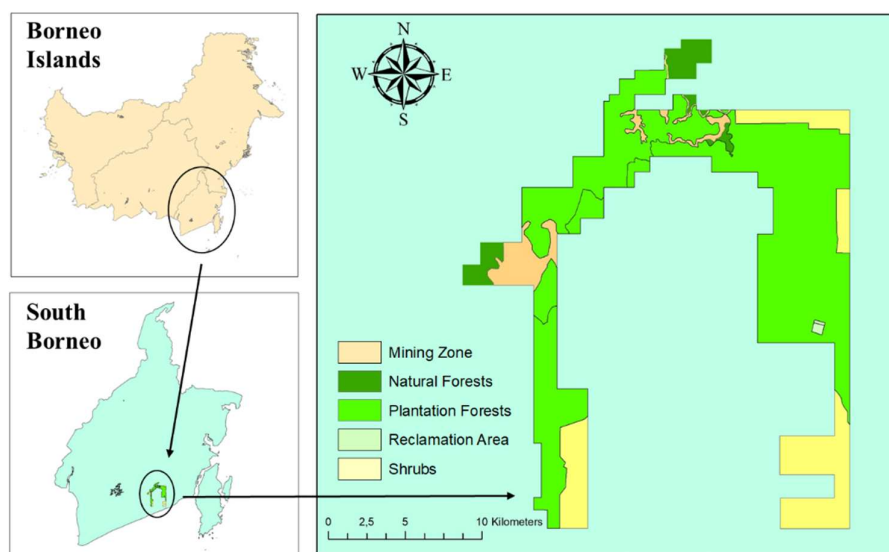 Borneo
Islands
South
Borneo
N
W
E
S
Mining Zone
Natural Forests
Plantation Forests
Reclamation Area
Shrubs
0 2,5 5 10 Kilometers